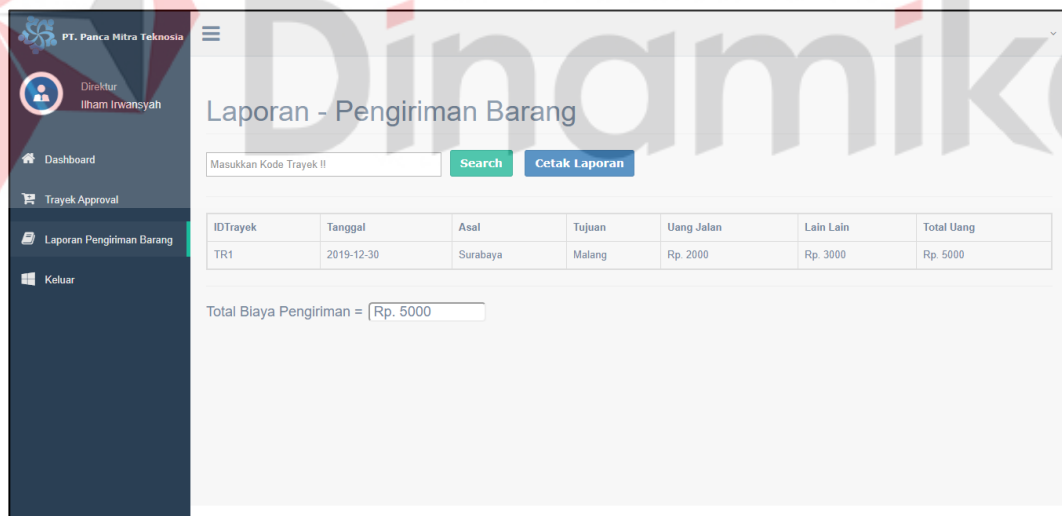 Dinamik
PT. Panca Mitra Teknosia
Direktur
Ilham Irwansyah
Dashboard
Trayek Approval
Laporan Pengiriman Barang
Keluar
Laporan - Pengiriman Barang
Masukkan Kode Trayek !! Search Cetak Laporan
IDTrayek Tanggal Asal Tujuan Uang Jalan Lain Lain Total Uang
TR1 2019-12-30 Surabaya Malang Rp. 2000 Rp. 3000 Rp. 5000
Total Biaya Pengiriman = Rp. 5000